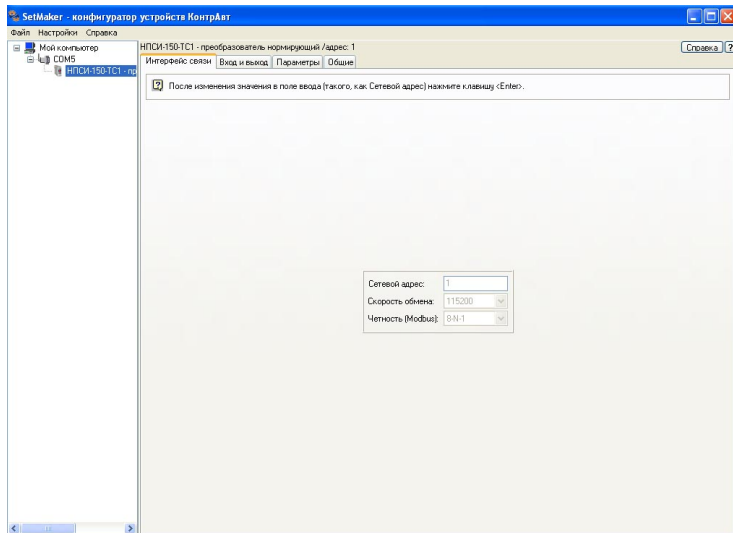 SetMaker - конфигуратор устройств КонтрАвт
Файл Настройки Справка
Мой компьютер
COM5
НПСИ-150-ТС1 - пр
НПСИ-150-ТС1 - преобразователь нормирующий /адрес: 1
Справка
?
Интерфейс связи Вход и выход Параметры Общие
? После изменения значения в поле ввода (такого, как Сетевой адрес) нажмите клавишу <Enter>.
Сетевой адрес: 1
Скорость обмена: 115200
Четность (Modbus): 8-N-1